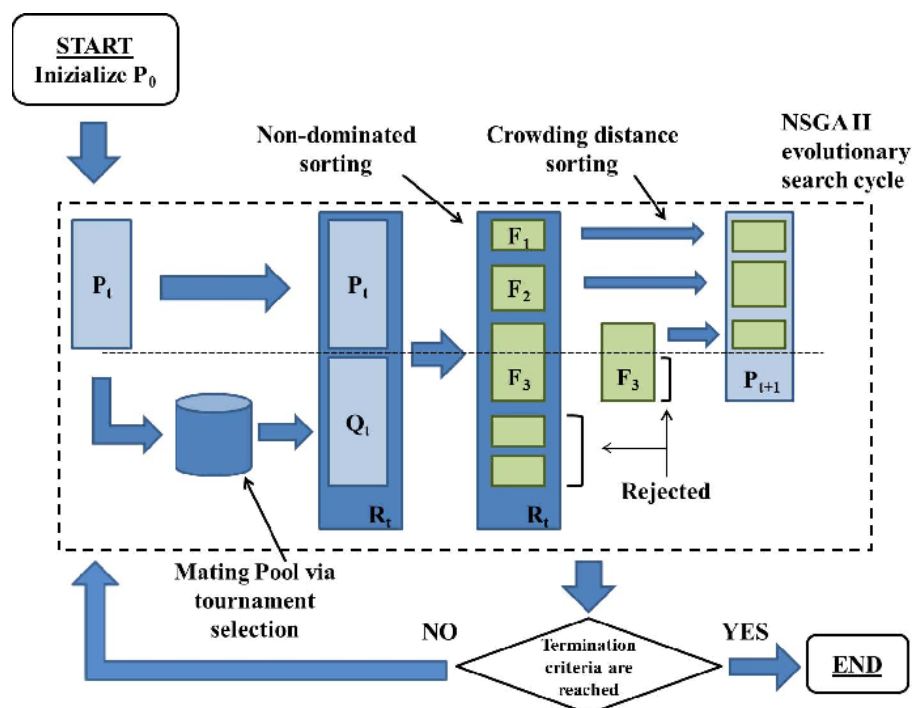 START
Inizialize P₀
Non-dominated
sorting
Crowding distance
sorting
NSGA II
evolutionary
search cycle
Pₜ
Pₜ
Qₜ
Rₜ
F₁
F₂
F₃
Rₜ
F₃
Pₜ₊₁
Rejected
Mating Pool via
tournament
selection
NO
Termination
criteria are
reached
YES
END